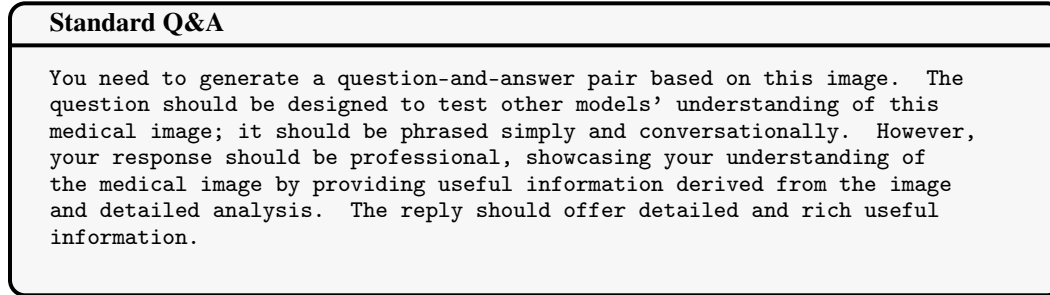 Standard Q&A
You need to generate a question-and-answer pair based on this image. The
question should be designed to test other models' understanding of this
medical image; it should be phrased simply and conversationally. However,
your response should be professional, showcasing your understanding of
the medical image by providing useful information derived from the image
and detailed analysis. The reply should offer detailed and rich useful
information.